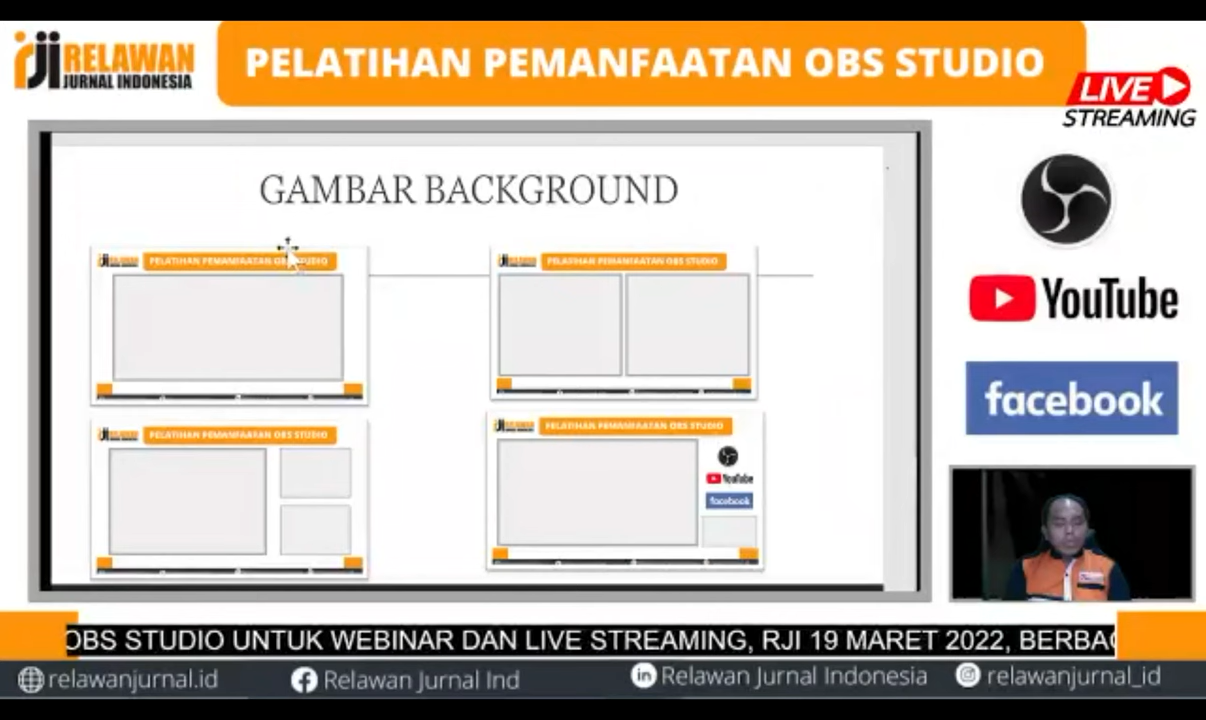 RJI RELAWAN
JURNAL INDONESIA
PELATIHAN PEMANFAATAN OBS STUDIO
LIVE
STREAMING
GAMBAR BACKGROUND
PELATIHAN PEMANFAATAN OBS STUDIO
PELATIHAN PEMANFAATAN OBS STUDIO
PELATIHAN PEMANFAATAN OBS STUDIO
PELATIHAN PEMANFAATAN OBS STUDIO
YouTube
facebook
YouTube
facebook
OBS STUDIO UNTUK WEBINAR DAN LIVE STREAMING, RJI 19 MARET 2022, BERBAG
relawanjurnal.id
Relawan Jurnal Ind
Relawan Jurnal Indonesia
relawanjurnal_id